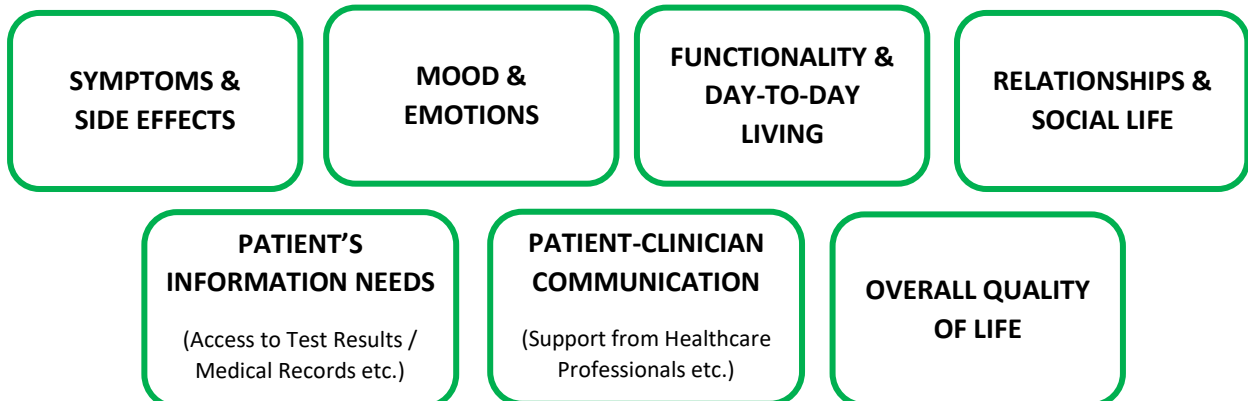 SYMPTOMS &
SIDE EFFECTS
MOOD &
EMOTIONS
FUNCTIONALITY &
DAY-TO-DAY
LIVING
RELATIONSHIPS &
SOCIAL LIFE
PATIENT’S
INFORMATION NEEDS
(Access to Test Results /
Medical Records etc.)
PATIENT-CLINICIAN
COMMUNICATION
(Support from Healthcare
Professionals etc.)
OVERALL QUALITY
OF LIFE